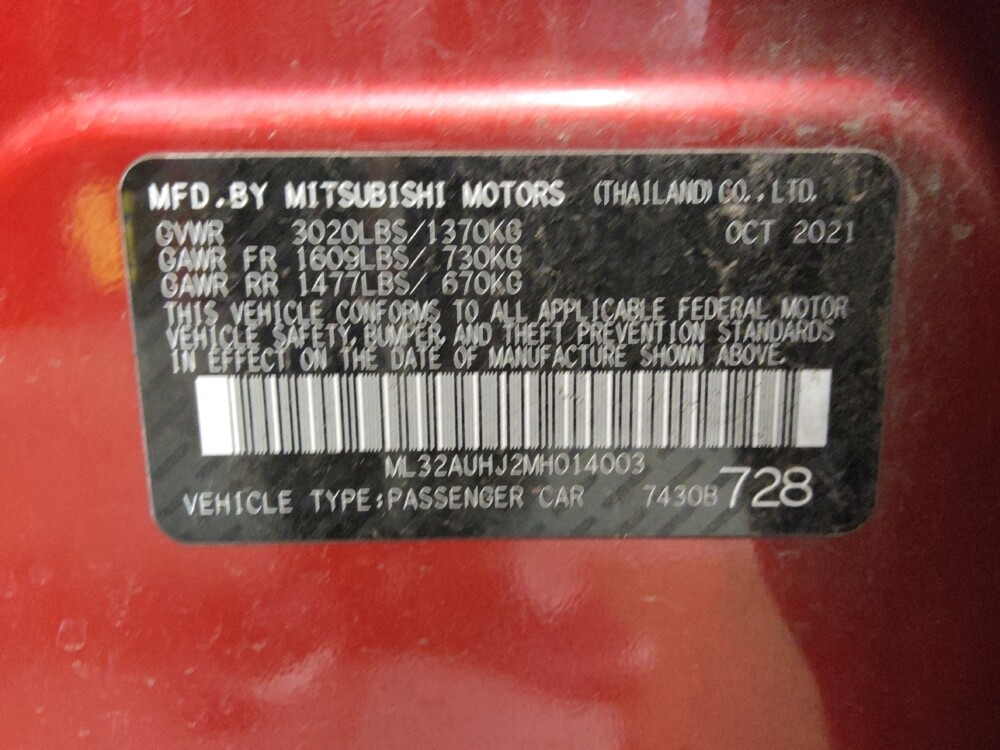 MFD.BY MITSUBISHI MOTORS (THAILAND)CO.,LTD.
GVWR 3020LBS/1370KG OCT 2021
GAWR FR 1609LBS/ 730KG
GAWR RR 1477LBS/ 670KG
THIS VEHICLE CONFORMS TO ALL APPLICABLE FEDERAL MOTOR
VEHICLE SAFETY, BUMPER, AND THEFT PREVENTION STANDARDS
IN EFFECT ON THE DATE OF MANUFACTURE SHOWN ABOVE.
ML32AUHJ2MH014003
VEHICLE TYPE:PASSENGER CAR 7430B728